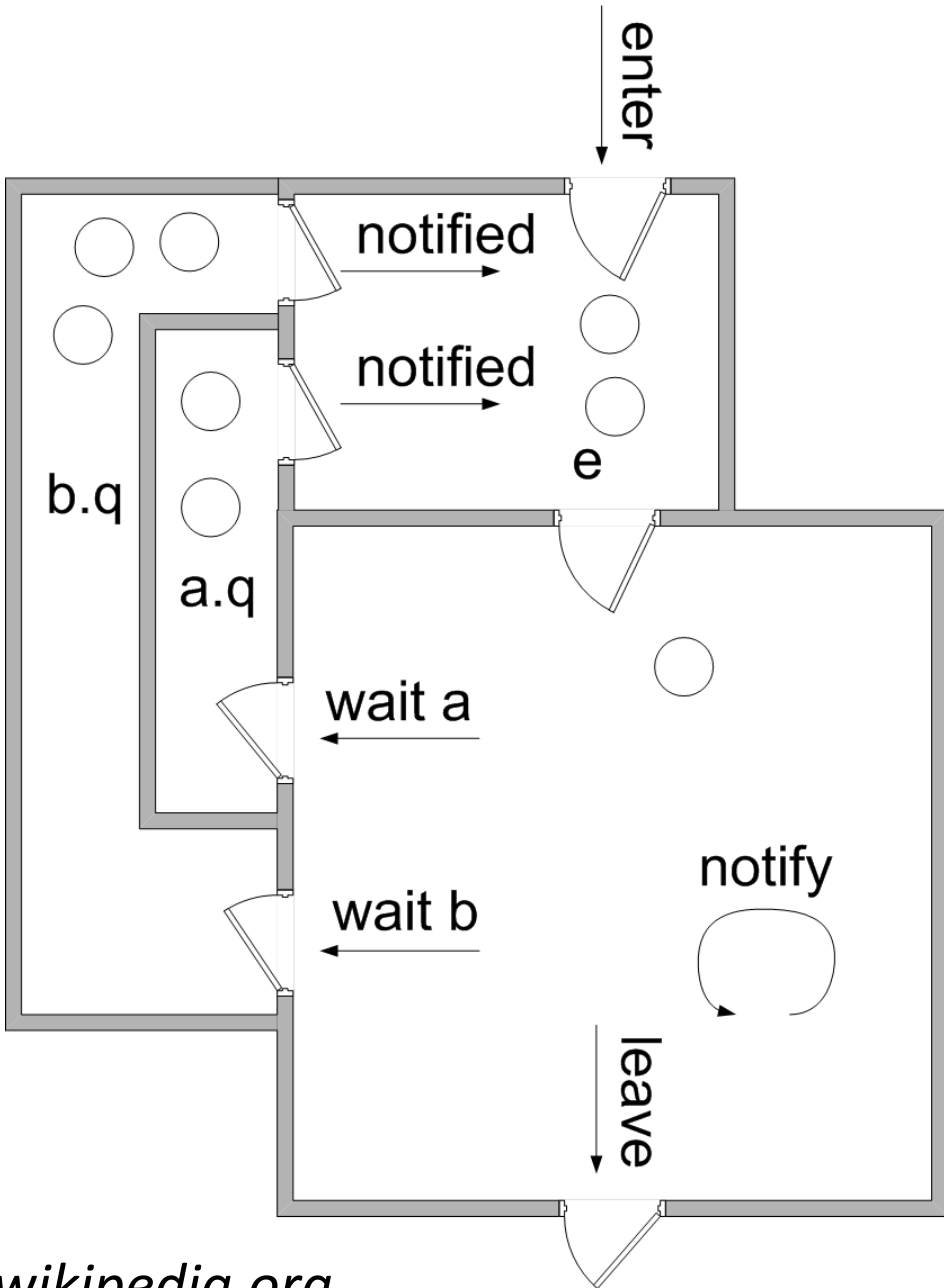 enter
notified
notified
e
b.q
a.q
wait a
notify
wait b
leave
wikipedia.org